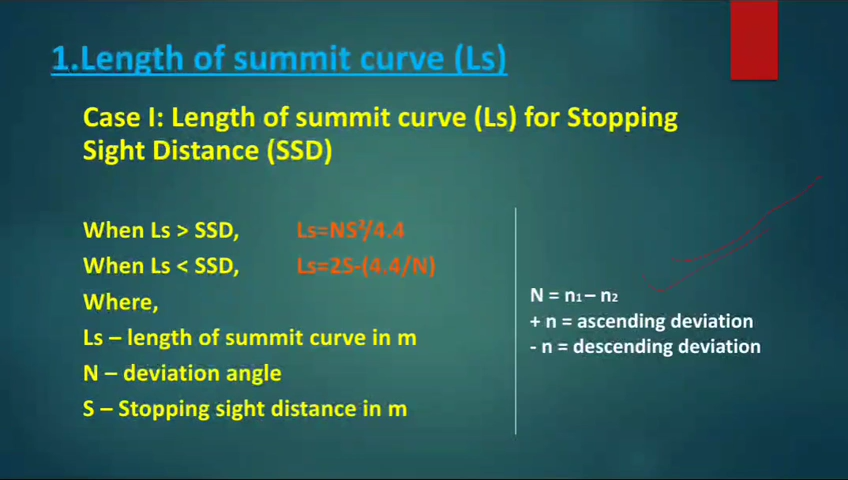 1.Length of summit curve (Ls)
Case I: Length of summit curve (Ls) for Stopping
Sight Distance (SSD)
When Ls > SSD, Ls=NS²/4.4
When Ls < SSD, Ls=2S-(4.4/N)
Where,
Ls – length of summit curve in m
N – deviation angle
S – Stopping sight distance in m
N = n₁ – n₂
+ n = ascending deviation
- n = descending deviation